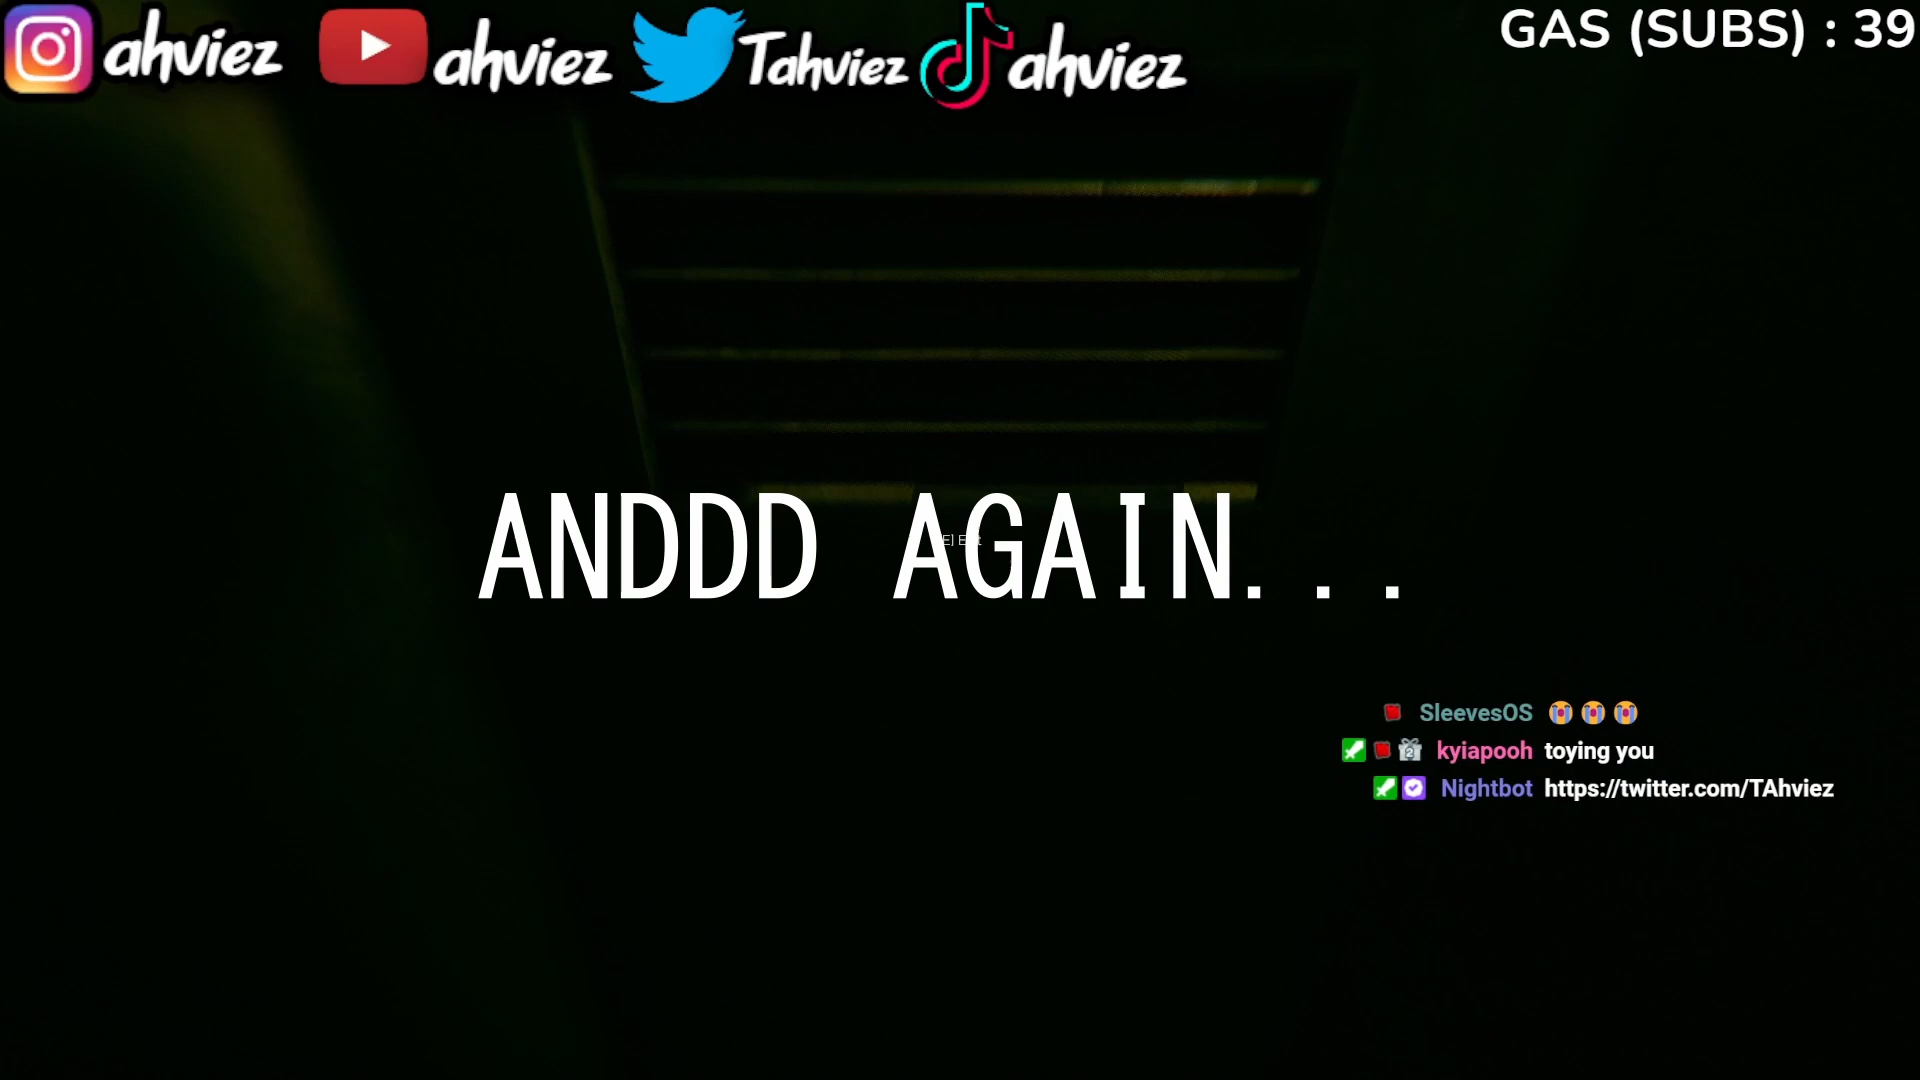 ahviez ahviez Tahviez ahviez
GAS (SUBS) : 39
ANDDD AGAIN...
SleevesOS 😭😭😭
kyiapooh toying you
Nightbot https://twitter.com/TAhviez